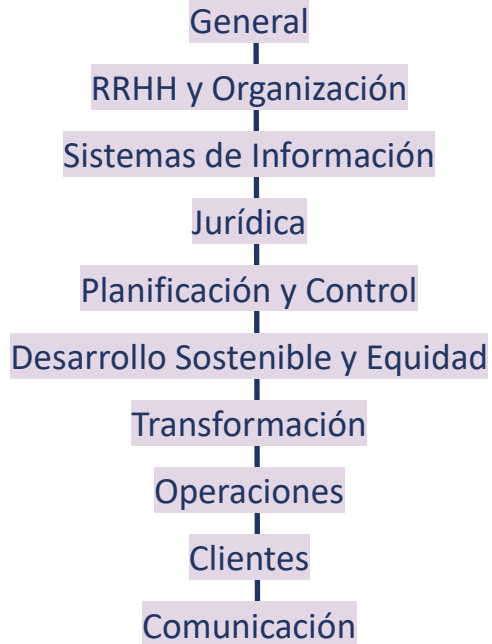 General
RRHH y Organización
Sistemas de Información
Jurídica
Planificación y Control
Desarrollo Sostenible y Equidad
Transformación
Operaciones
Clientes
Comunicación